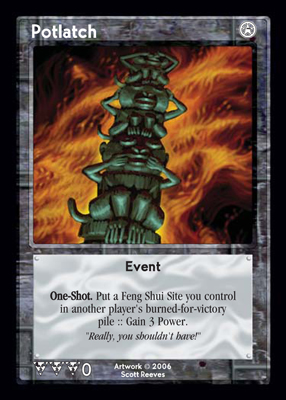 Potlatch
Event
One-Shot. Put a Feng Shui Site you control
in another player's burned-for-victory
pile :: Gain 3 Power.
"Really, you shouldn't have!"
0
Artwork © 2006
Scott Reeves